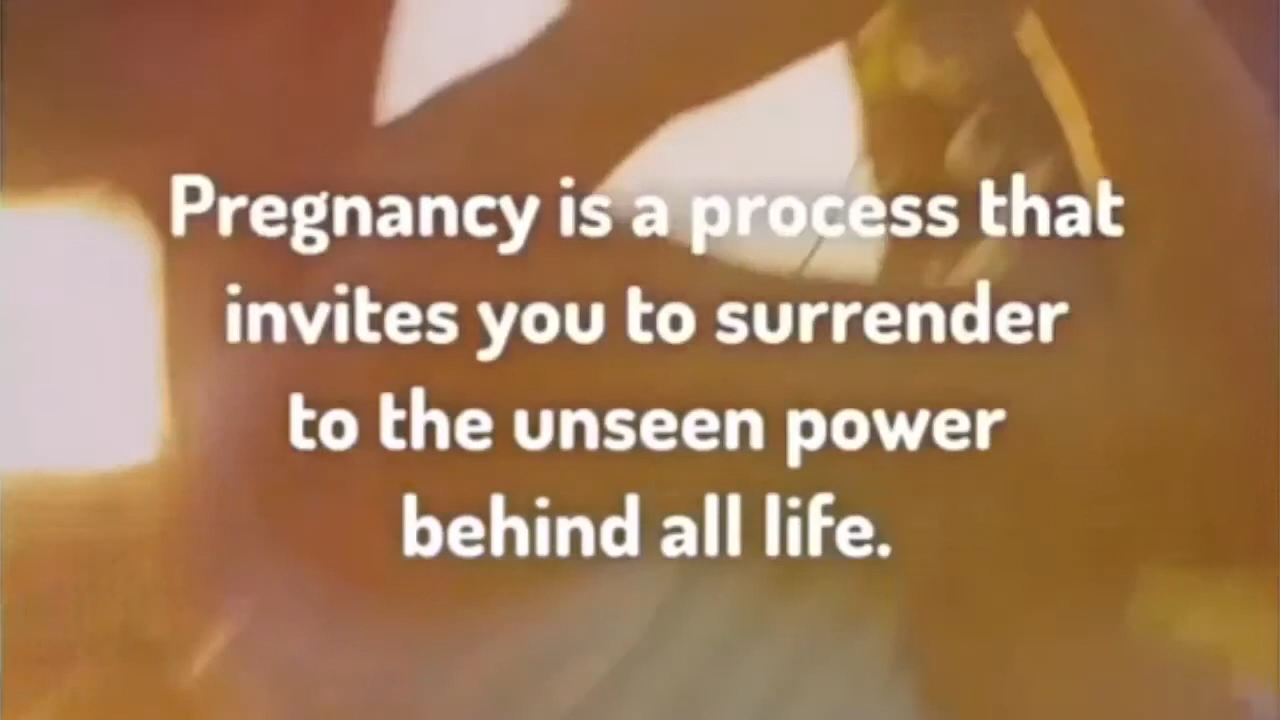 Pregnancy is a process that
invites you to surrender
to the unseen power
behind all life.